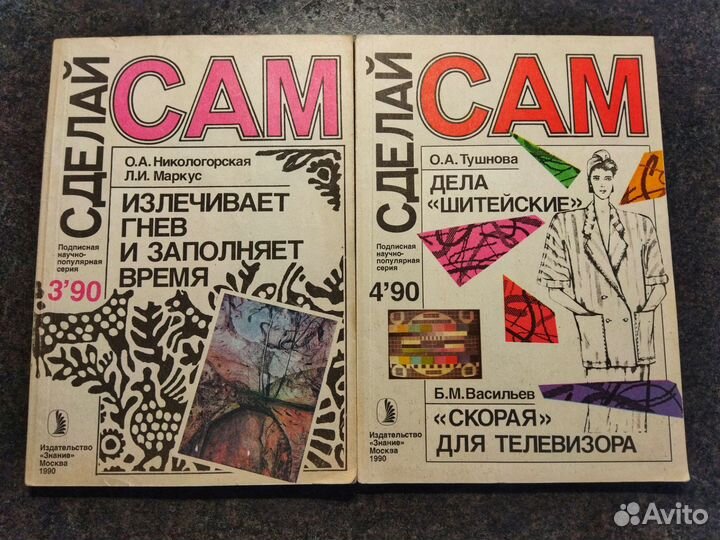 СДЕЛАЙ
САМ
О.А. Никологорская
Л.И. Маркус
ИЗЛЕЧИВАЕТ
ГНЕВ
И ЗАПОЛНЯЕТ
ВРЕМЯ
Подписная
научно-
популярная
серия
3'90
Издательство
«Знание»
Москва
1990
СДЕЛАЙ
САМ
О.А. Тушнова
ДЕЛА
«ШИТЕЙСКИЕ»
Подписная
научно-
популярная
серия
4'90
Б.М. Васильев
«СКОРАЯ»
ДЛЯ ТЕЛЕВИЗОРА
Издательство
«Знание»
Москва
1990
Avito